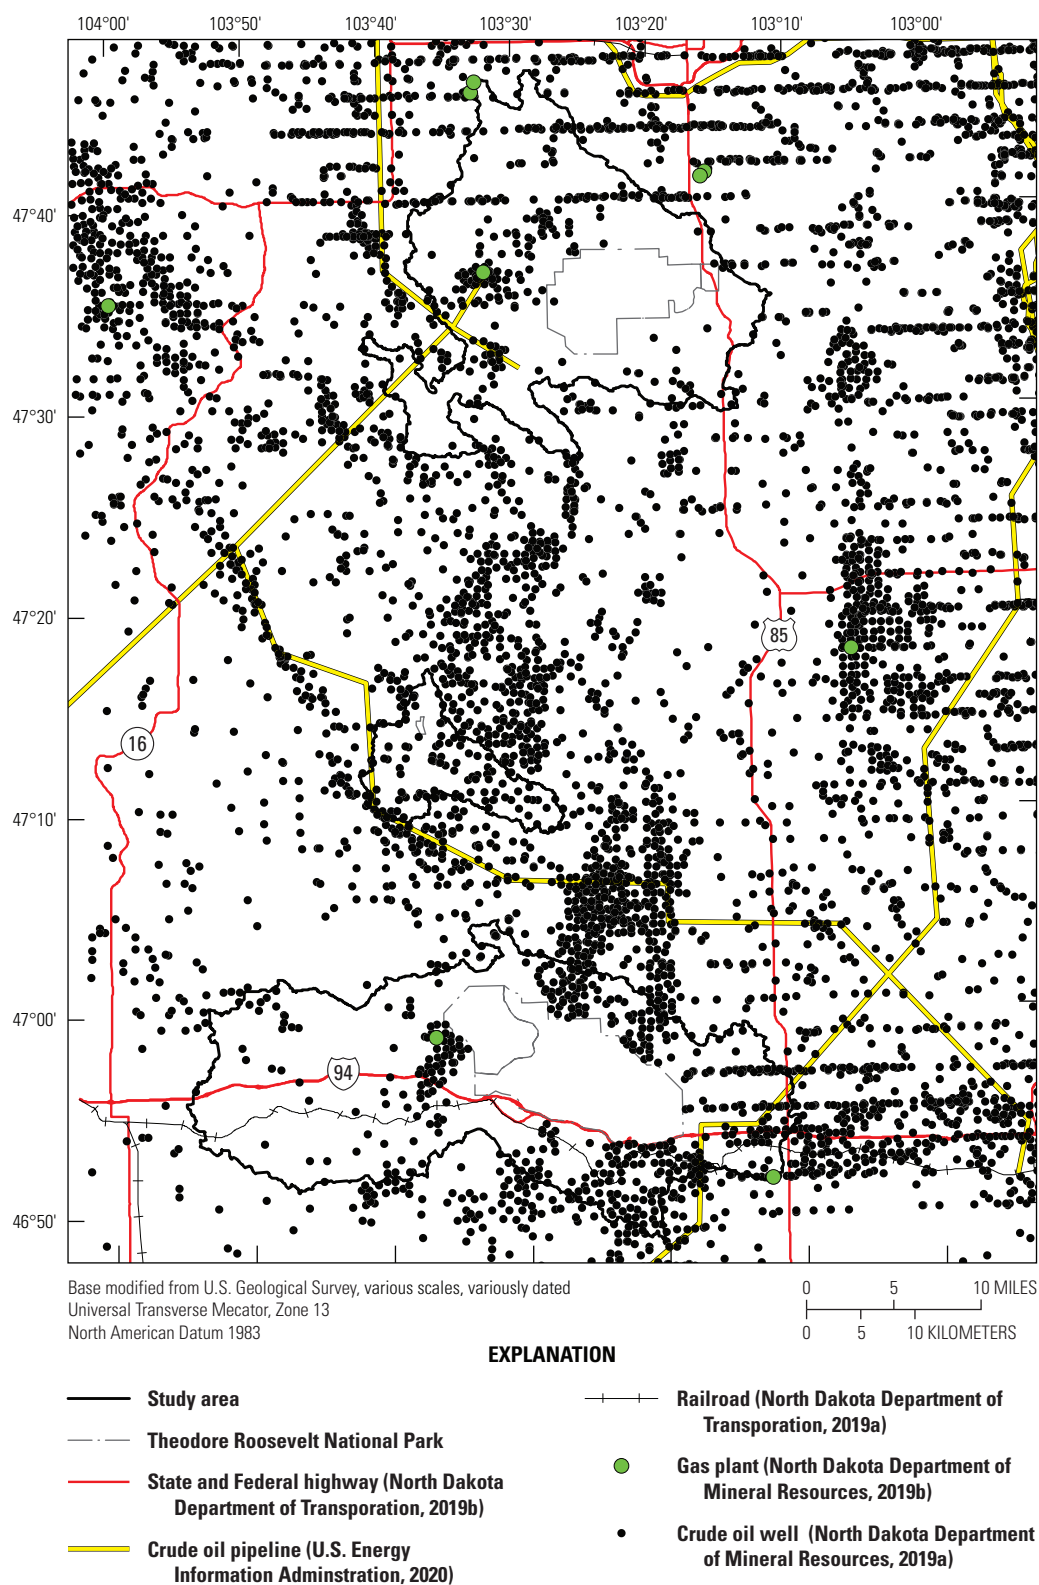 104°00' 103°50' 103°40' 103°30' 103°20' 103°10' 103°00'
47°40'
47°30'
47°20'
85
16
47°10'
47°00'
94
46°50'
Base modified from U.S. Geological Survey, various scales, variously dated
Universal Transverse Mecator, Zone 13
North American Datum 1983
0 5 10 MILES
0 5 10 KILOMETERS
EXPLANATION
Study area
Theodore Roosevelt National Park
State and Federal highway (North Dakota
Department of Transporation, 2019b)
Crude oil pipeline (U.S. Energy
Information Adminstration, 2020)
Railroad (North Dakota Department of
Transporation, 2019a)
Gas plant (North Dakota Department of
Mineral Resources, 2019b)
Crude oil well (North Dakota Department
of Mineral Resources, 2019a)